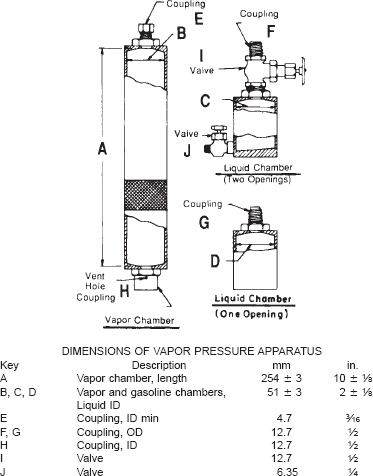 Coupling
E
B
A
Vent
Hole
Coupling
H
Vapor Chamber
Coupling
F
I
Valve
C
Valve
J
Liquid Chamber
(Two Openings)
Coupling
G
D
Liquid Chamber
(One Opening)
DIMENSIONS OF VAPOR PRESSURE APPARATUS
Key Description mm in.
A Vapor chamber, length 254 ± 3 10 ± ⅛
B, C, D Vapor and gasoline chambers, 51 ± 3 2 ± ⅛
Liquid ID
E Coupling, ID min 4.7 3⁄16
F, G Coupling, OD 12.7 ½
H Coupling, ID 12.7 ½
I Valve 12.7 ½
J Valve 6.35 ¼